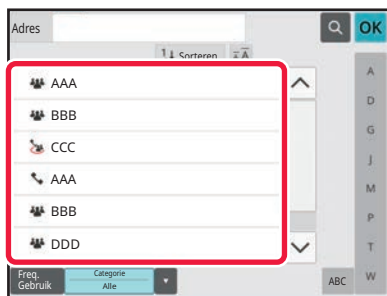 Adres OK
Sorteren
AAA
BBB
CCC
AAA
BBB
DDD
A
D
G
J
M
P
T
W
Freq.
Gebruik
Categorie
Alle
ABC